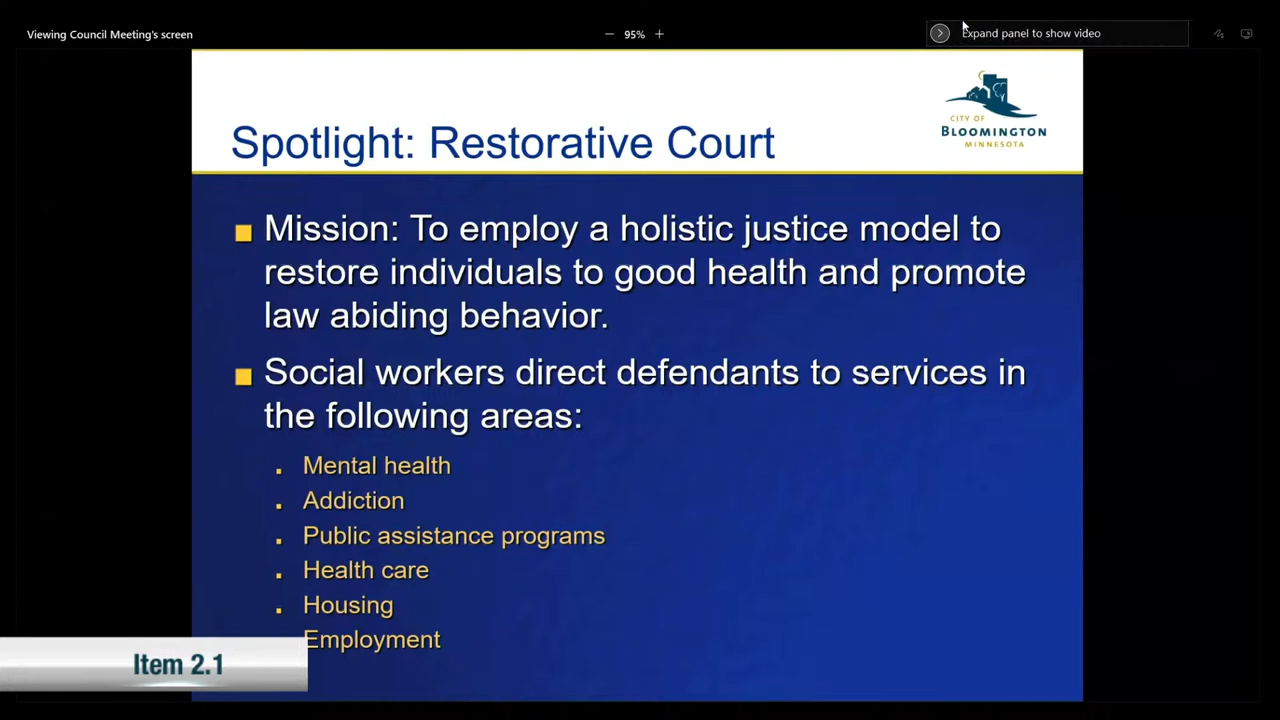 Viewing Council Meeting's screen
95%
Expand panel to show video
CITY OF
BLOOMINGTON
MINNESOTA
Spotlight: Restorative Court
Mission: To employ a holistic justice model to
restore individuals to good health and promote
law abiding behavior.
Social workers direct defendants to services in
the following areas:
Mental health
Addiction
Public assistance programs
Health care
Housing
Employment
Item 2.1